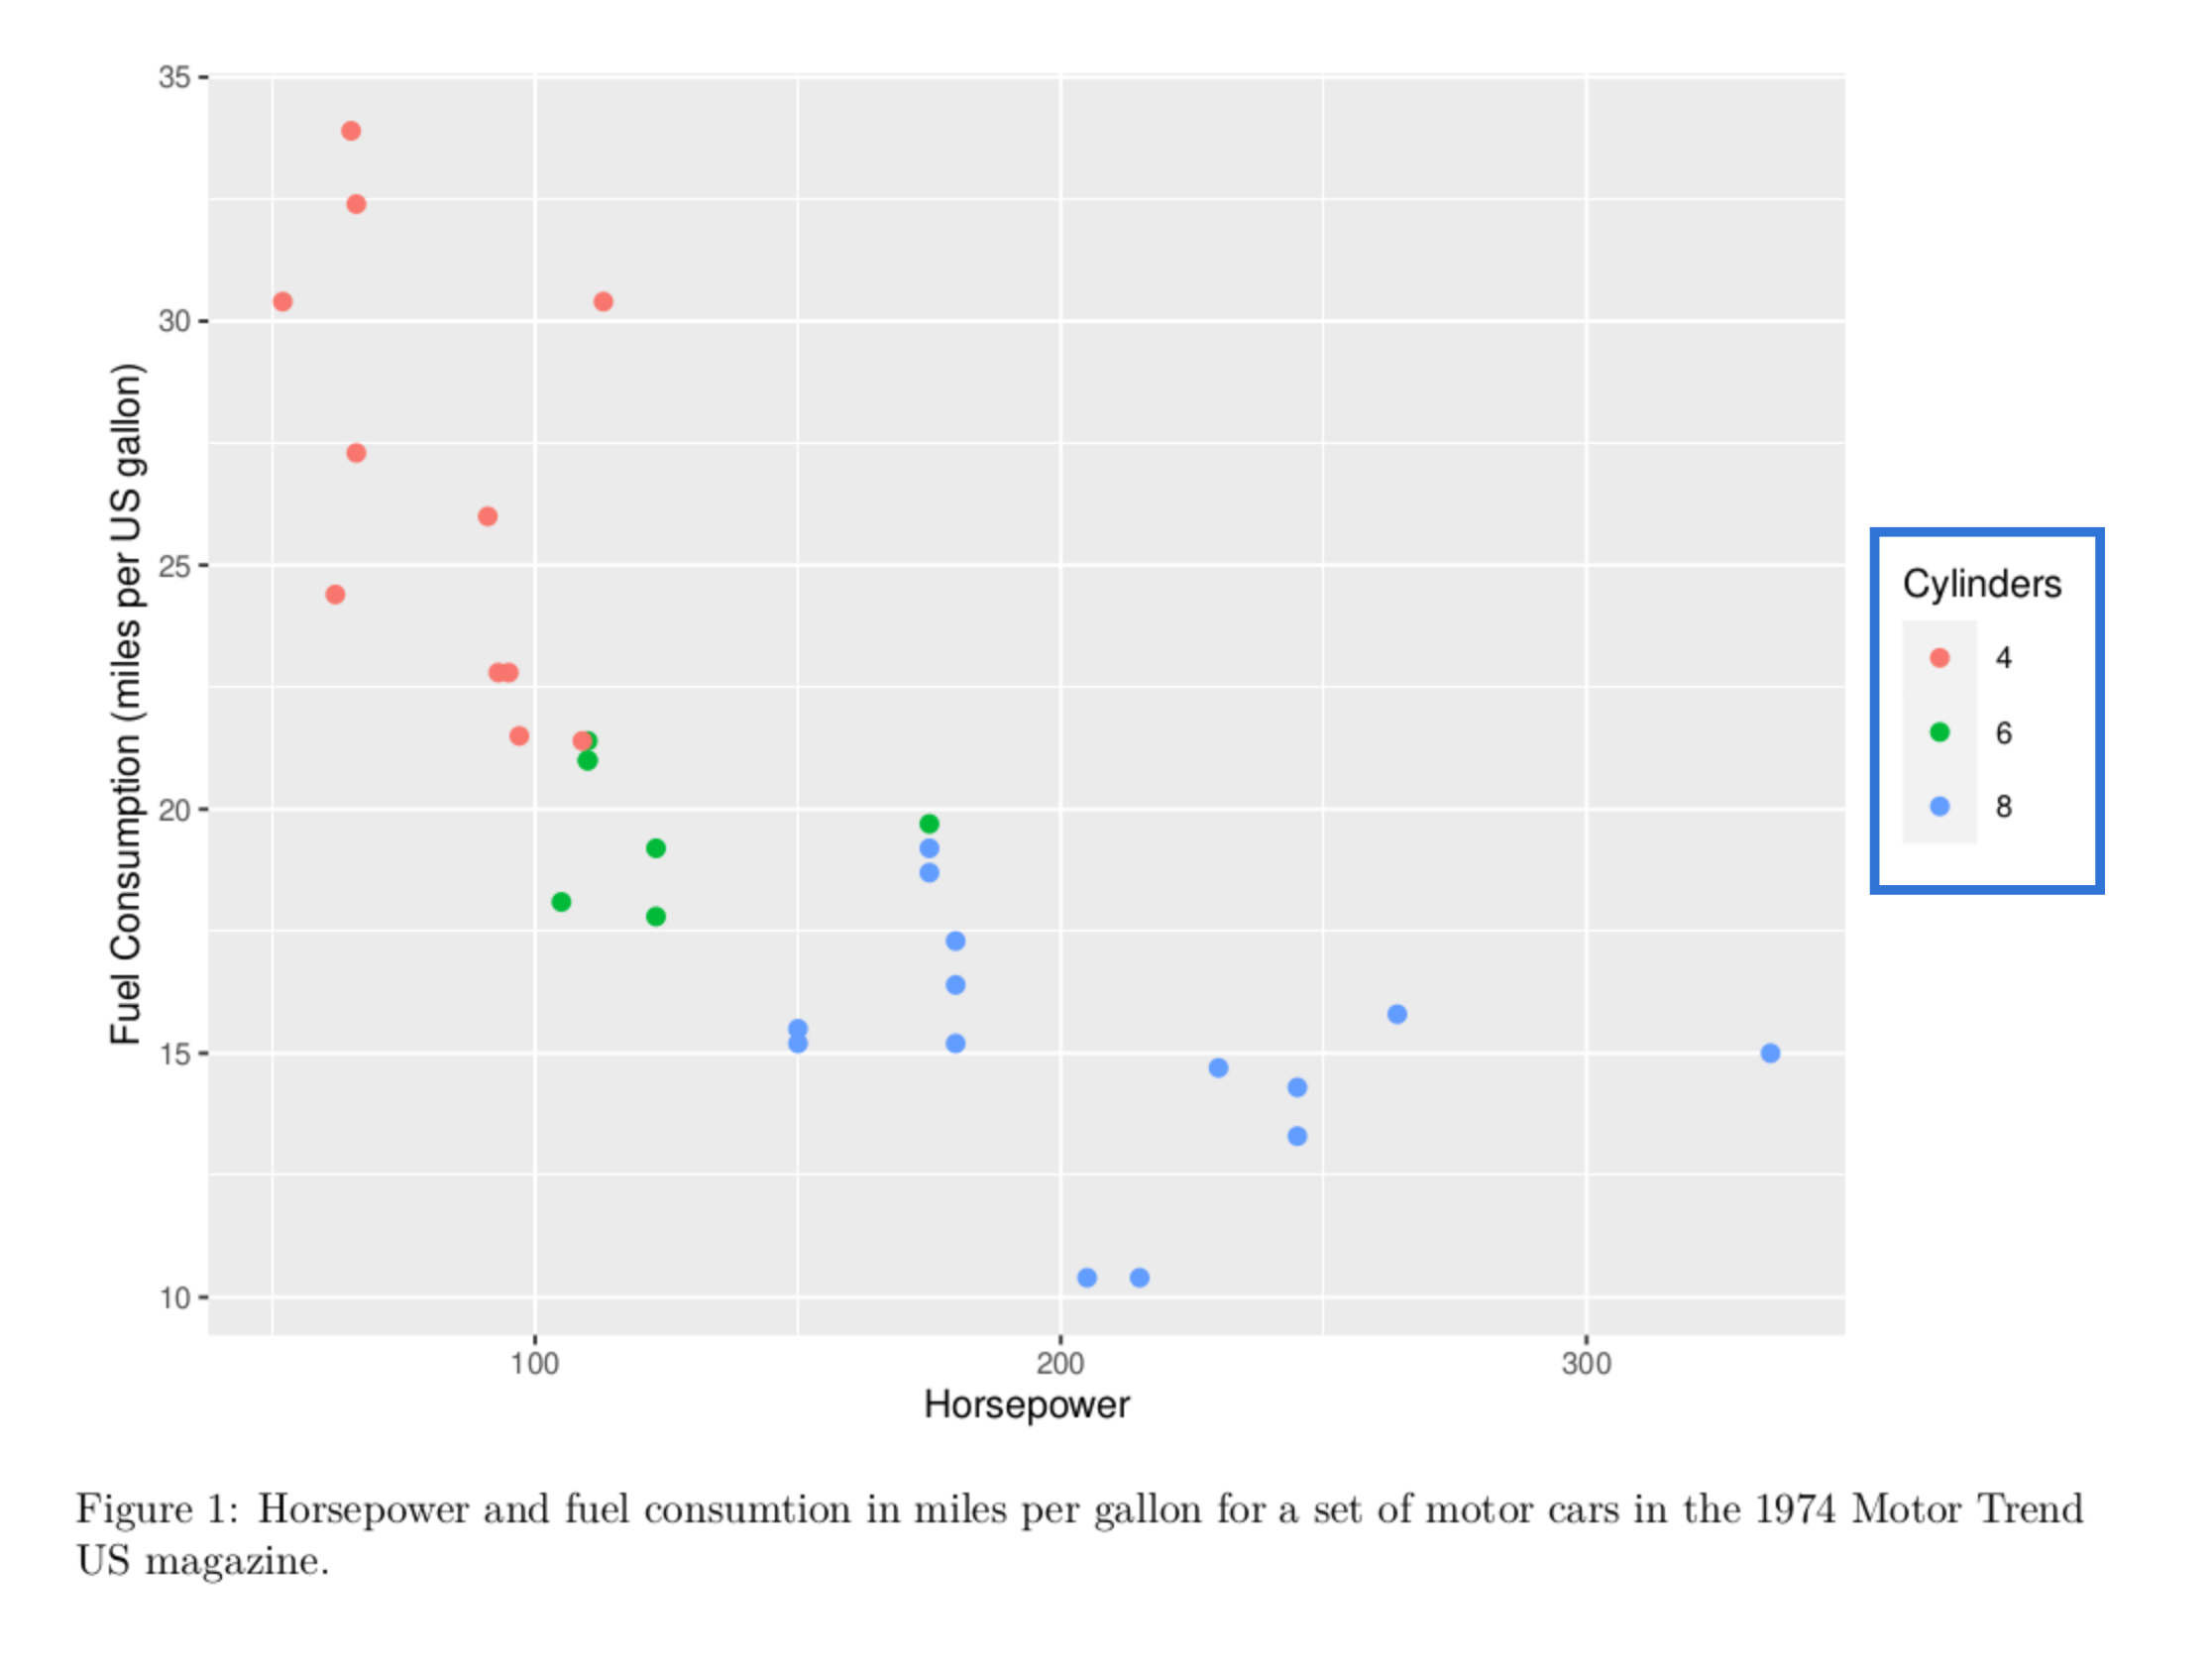 35
30
25
20
15
10
Fuel Consumption (miles per US gallon)
100 200 300
Horsepower
Cylinders
4
6
8
Figure 1: Horsepower and fuel consumtion in miles per gallon for a set of motor cars in the 1974 Motor Trend
US magazine.